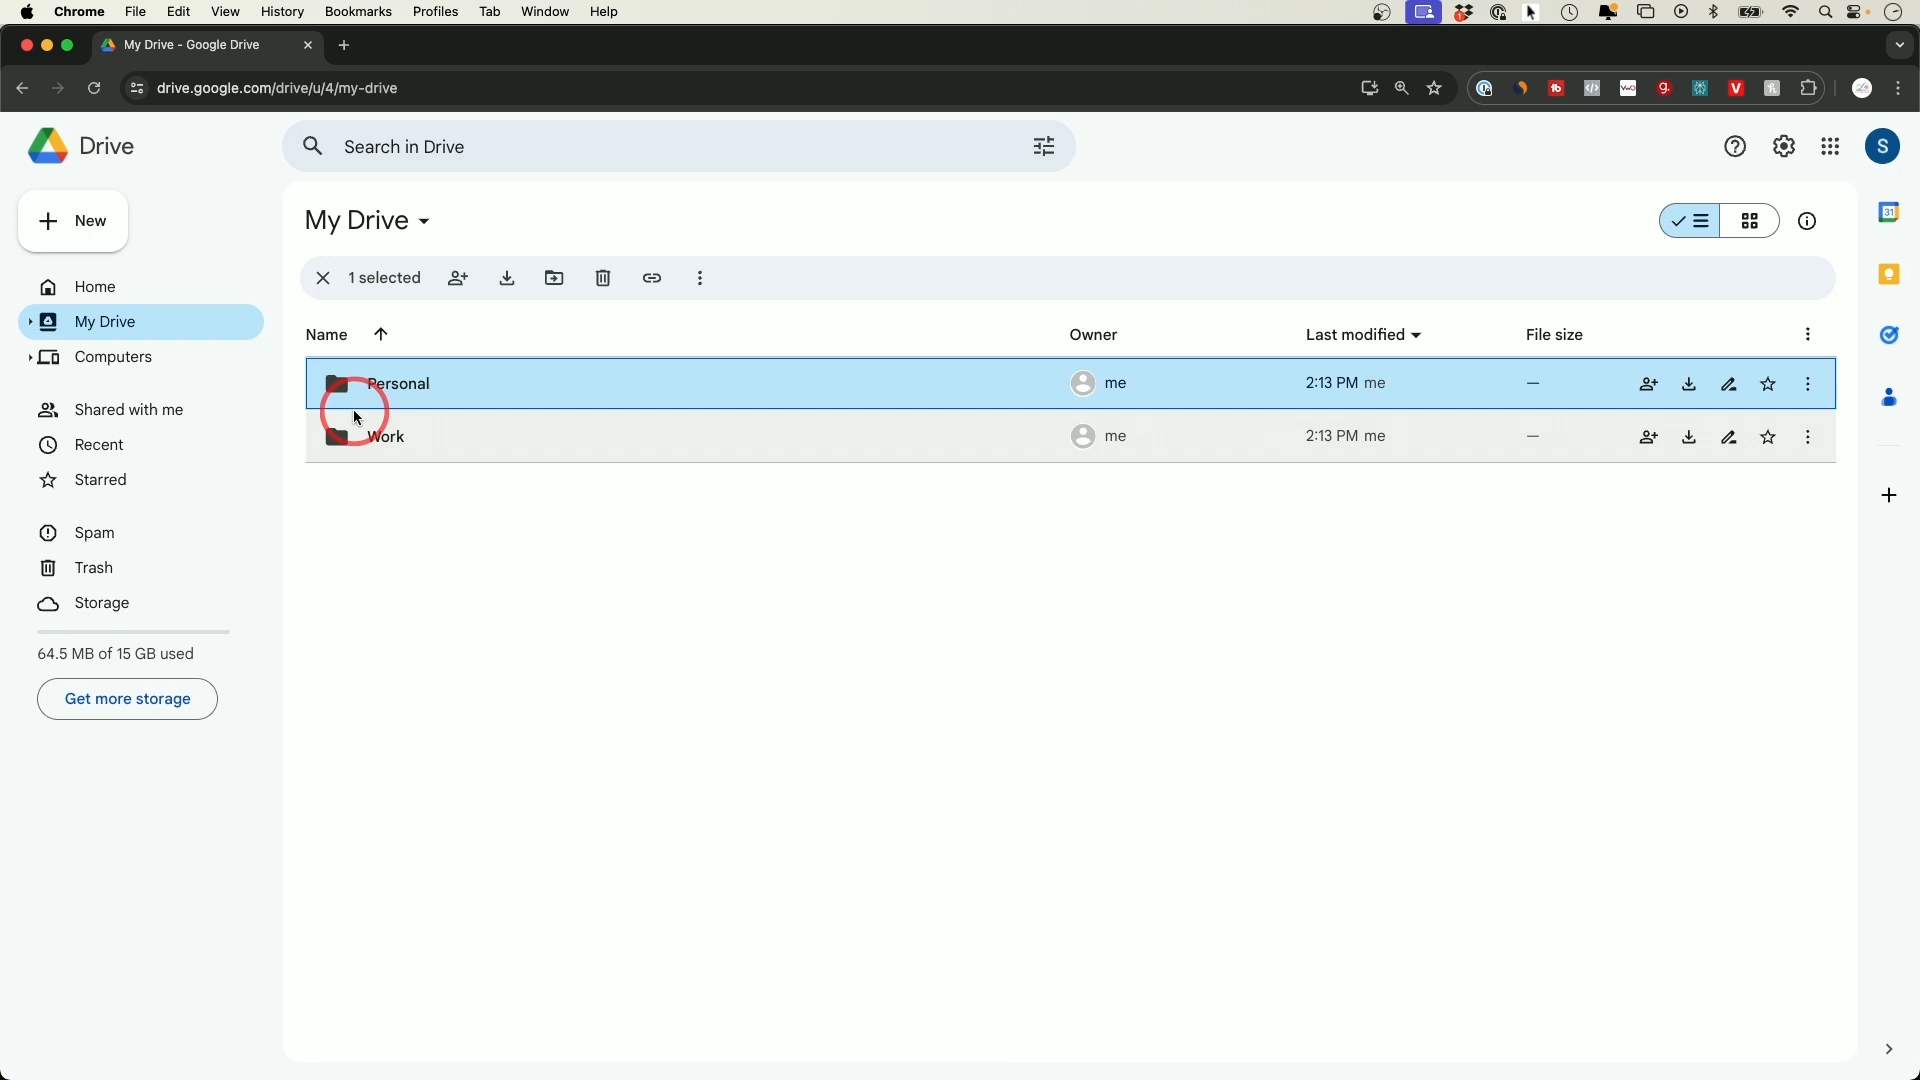 Chrome File Edit View History Bookmarks Profiles Tab Window Help
My Drive - Google Drive
drive.google.com/drive/u/4/my-drive
Drive
Search in Drive
S
New
My Drive
Home
1 selected
My Drive
Name Owner Last modified File size
Computers
Personal me 2:13 PM me —
Shared with me
Work me 2:13 PM me —
Recent
Starred
Spam
Trash
Storage
64.5 MB of 15 GB used
Get more storage
31